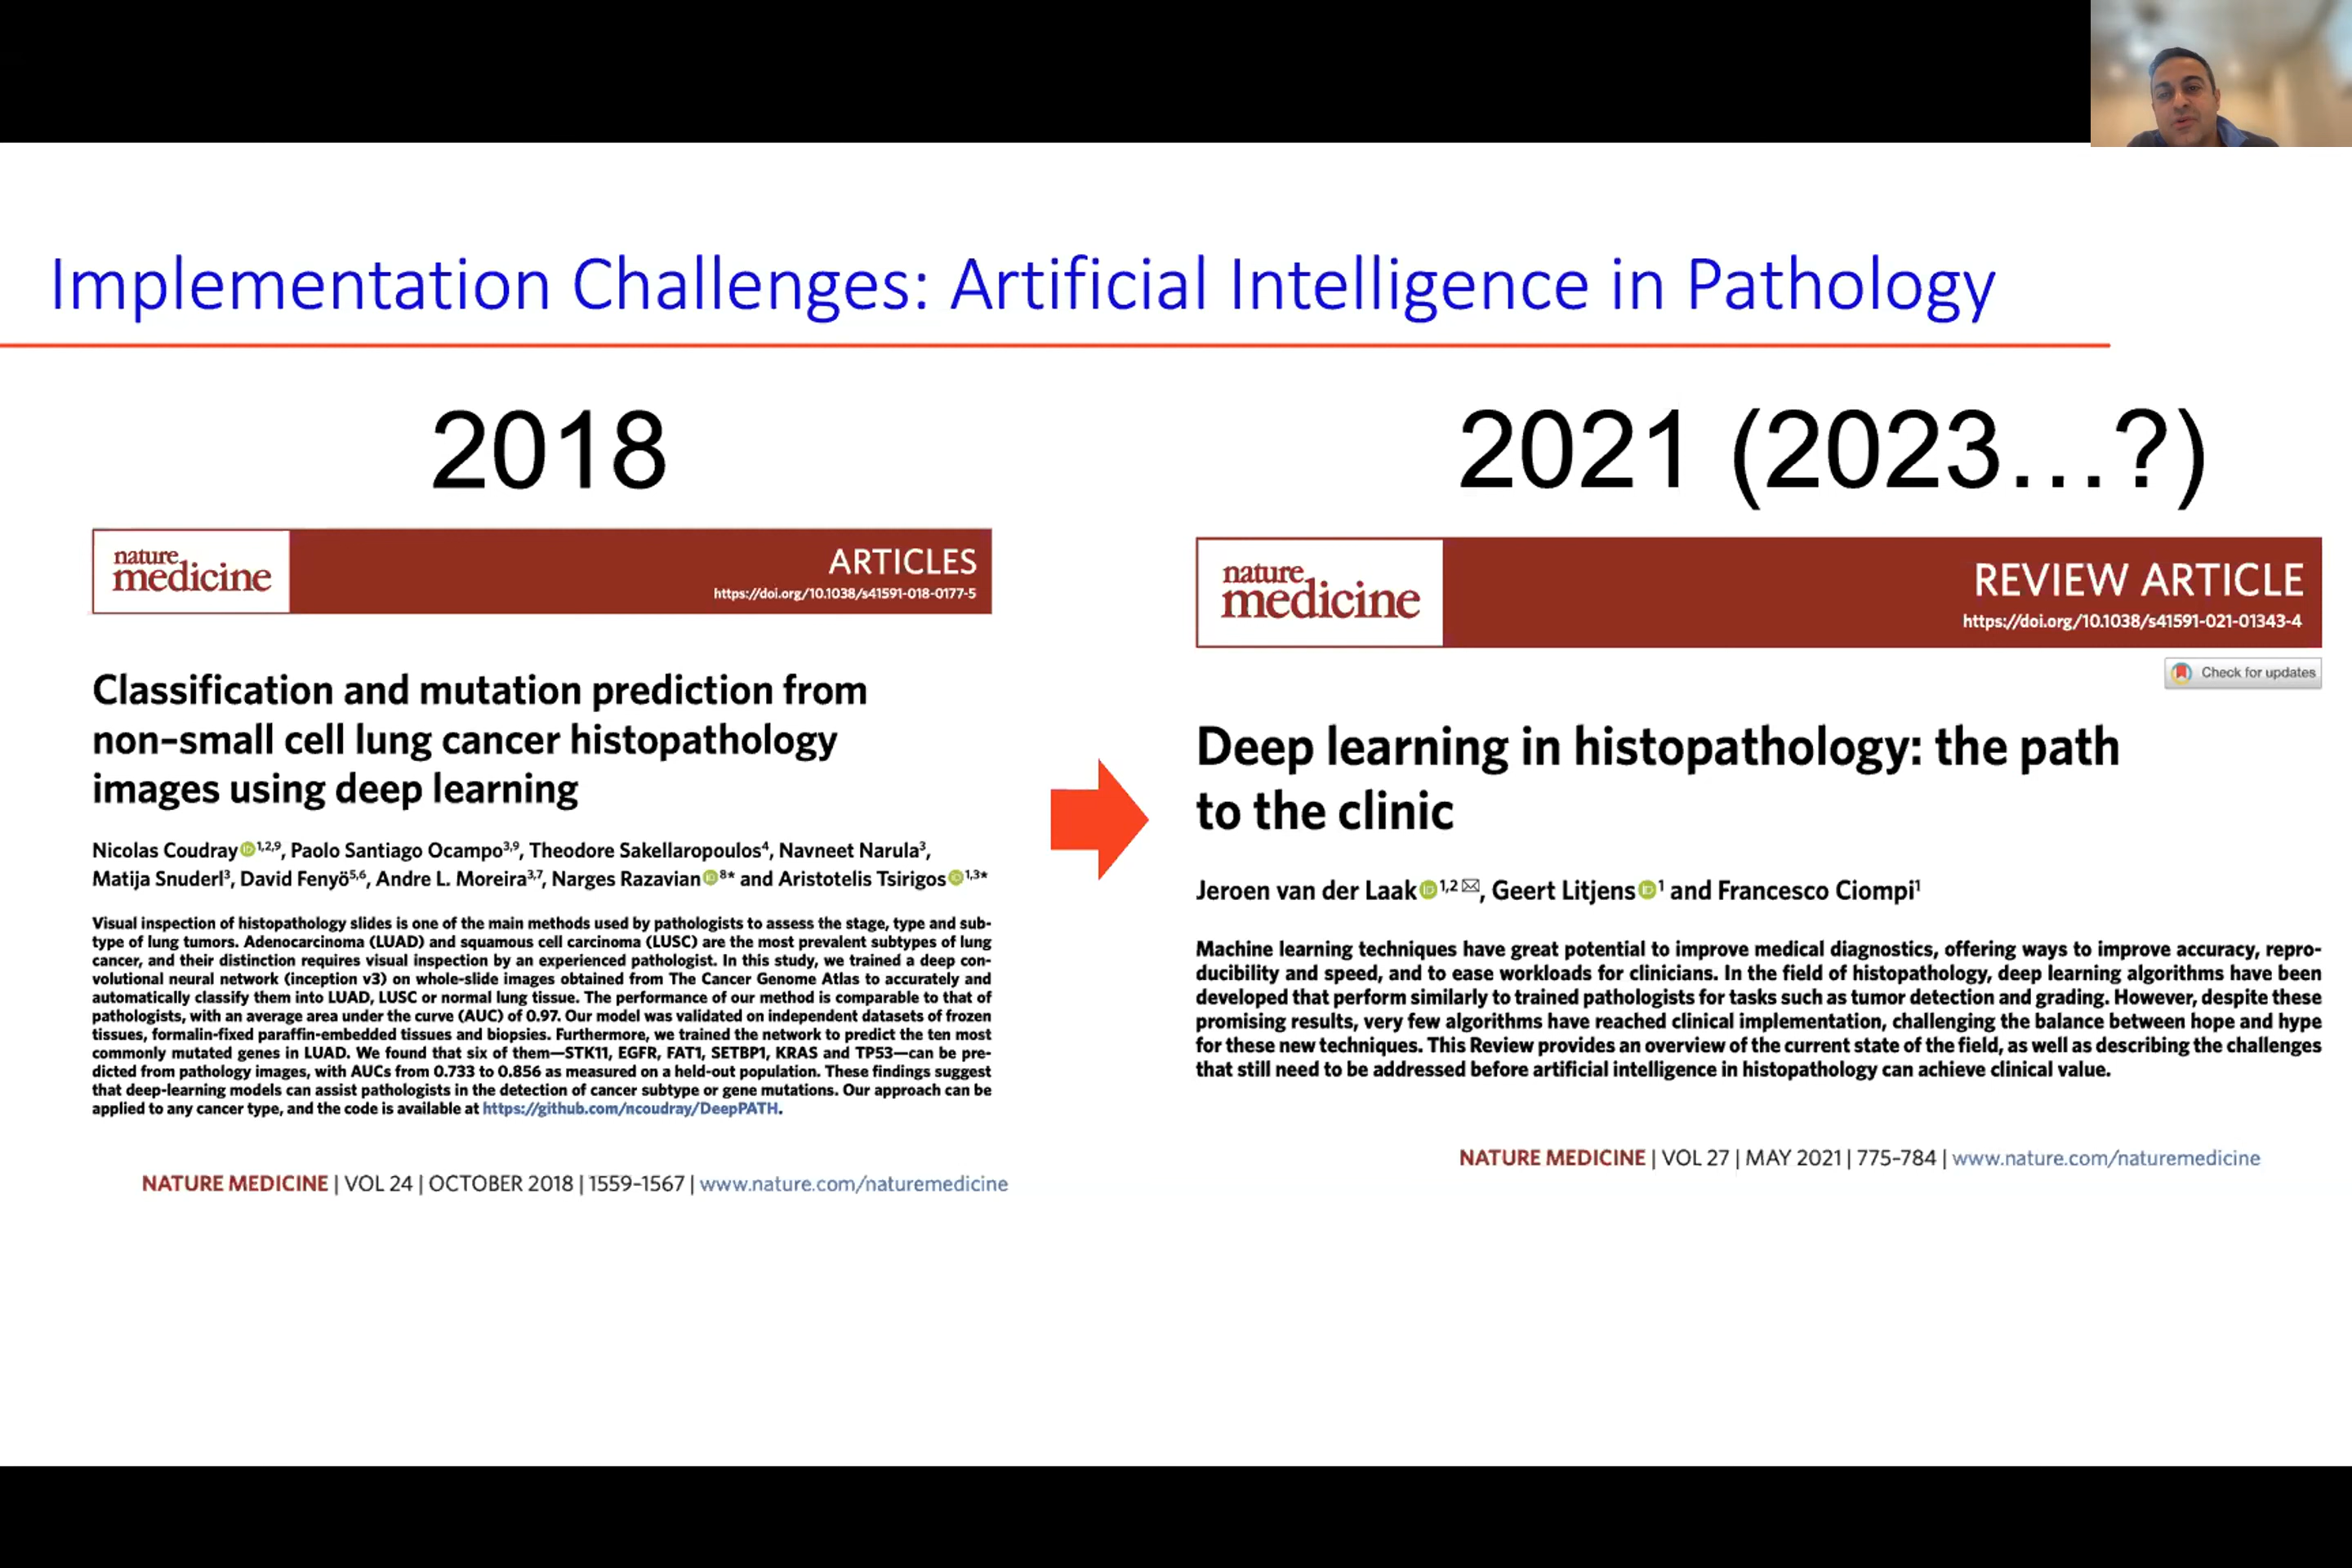 Implementation Challenges: Artificial Intelligence in Pathology
2018
nature
medicine
ARTICLES
https://doi.org/10.1038/s41591-018-0177-5
Classification and mutation prediction from
non-small cell lung cancer histopathology
images using deep learning
Nicolas Coudray 1,2,9, Paolo Santiago Ocampo3,9, Theodore Sakellaropoulos4, Navneet Narula3,
Matija Snuderl3, David Fenyö5,6, Andre L. Moreira3,7, Narges Razavian 8* and Aristotelis Tsirigos 1,3*
Visual inspection of histopathology slides is one of the main methods used by pathologists to assess the stage, type and sub-
type of lung tumors. Adenocarcinoma (LUAD) and squamous cell carcinoma (LUSC) are the most prevalent subtypes of lung
cancer, and their distinction requires visual inspection by an experienced pathologist. In this study, we trained a deep con-
volutional neural network (inception v3) on whole-slide images obtained from The Cancer Genome Atlas to accurately and
automatically classify them into LUAD, LUSC or normal lung tissue. The performance of our method is comparable to that of
pathologists, with an average area under the curve (AUC) of 0.97. Our model was validated on independent datasets of frozen
tissues, formalin-fixed paraffin-embedded tissues and biopsies. Furthermore, we trained the network to predict the ten most
commonly mutated genes in LUAD. We found that six of them—STK11, EGFR, FAT1, SETBP1, KRAS and TP53—can be pre-
dicted from pathology images, with AUCs from 0.733 to 0.856 as measured on a held-out population. These findings suggest
that deep-learning models can assist pathologists in the detection of cancer subtype or gene mutations. Our approach can be
applied to any cancer type, and the code is available at https://github.com/ncoudray/DeepPATH.
NATURE MEDICINE | VOL 24 | OCTOBER 2018 | 1559–1567 | www.nature.com/naturemedicine
2021 (2023...?)
nature
medicine
REVIEW ARTICLE
https://doi.org/10.1038/s41591-021-01343-4
Check for updates
Deep learning in histopathology: the path
to the clinic
Jeroen van der Laak 1,2, Geert Litjens 1 and Francesco Ciompi1
Machine learning techniques have great potential to improve medical diagnostics, offering ways to improve accuracy, repro-
ducibility and speed, and to ease workloads for clinicians. In the field of histopathology, deep learning algorithms have been
developed that perform similarly to trained pathologists for tasks such as tumor detection and grading. However, despite these
promising results, very few algorithms have reached clinical implementation, challenging the balance between hope and hype
for these new techniques. This Review provides an overview of the current state of the field, as well as describing the challenges
that still need to be addressed before artificial intelligence in histopathology can achieve clinical value.
NATURE MEDICINE | VOL 27 | MAY 2021 | 775–784 | www.nature.com/naturemedicine